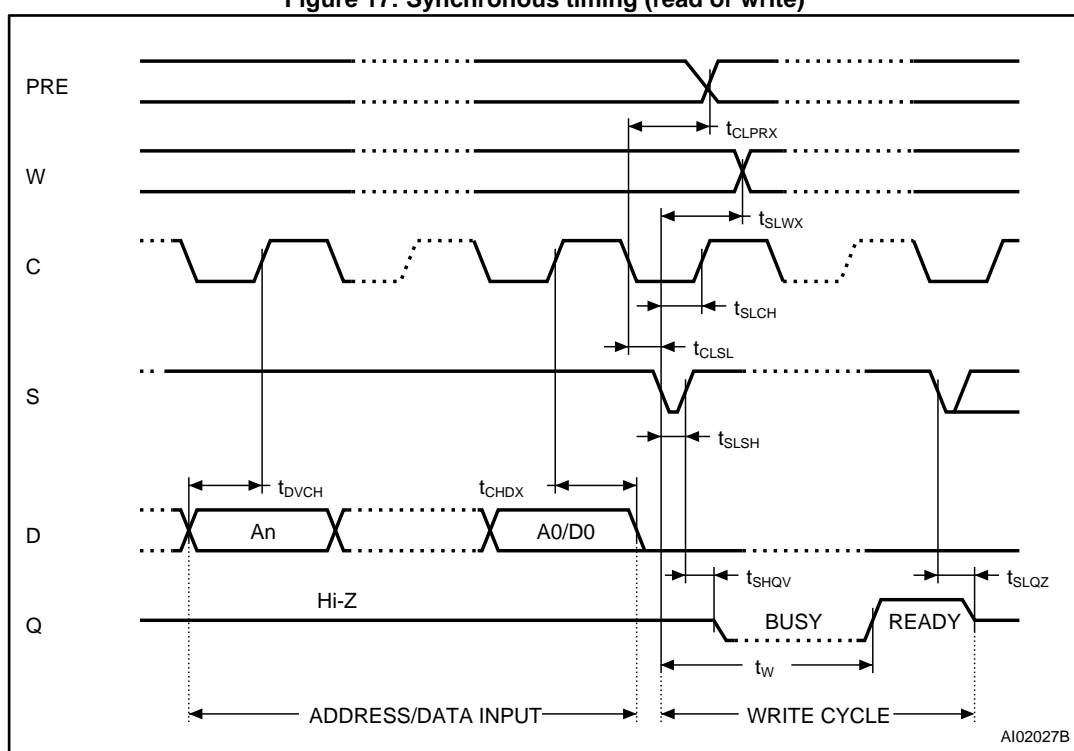 Figure 17. Synchronous timing (read or write)
PRE
tCLPRX
W
tSLWX
C
tSLCH
tCLSL
S
tSLSH
tDVCH
tCHDX
D
An
A0/D0
tSHQV
tSLQZ
Hi-Z
Q
BUSY
READY
tW
ADDRESS/DATA INPUT
WRITE CYCLE
AI02027B